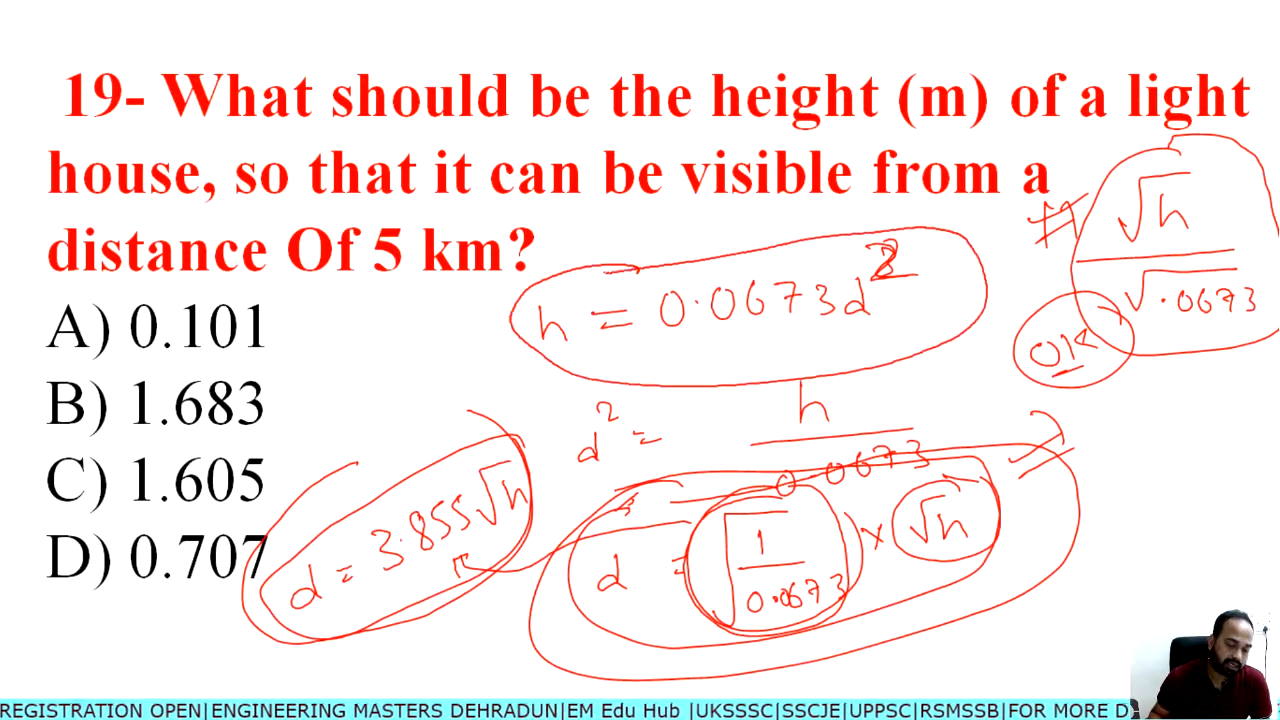 19- What should be the height (m) of a light
house, so that it can be visible from a
distance Of 5 km?
A) 0.101
B) 1.683
C) 1.605
D) 0.707
h = 0.0673d²
√h
√.0673
OR
d² =
h
0.0673
d = 3.855√h
d = √
1
0.0673
× √h
REGISTRATION OPEN|ENGINEERING MASTERS DEHRADUN|EM Edu Hub |UKSSSC|SSCJE|UPPSC|RSMSSB|FOR MORE D